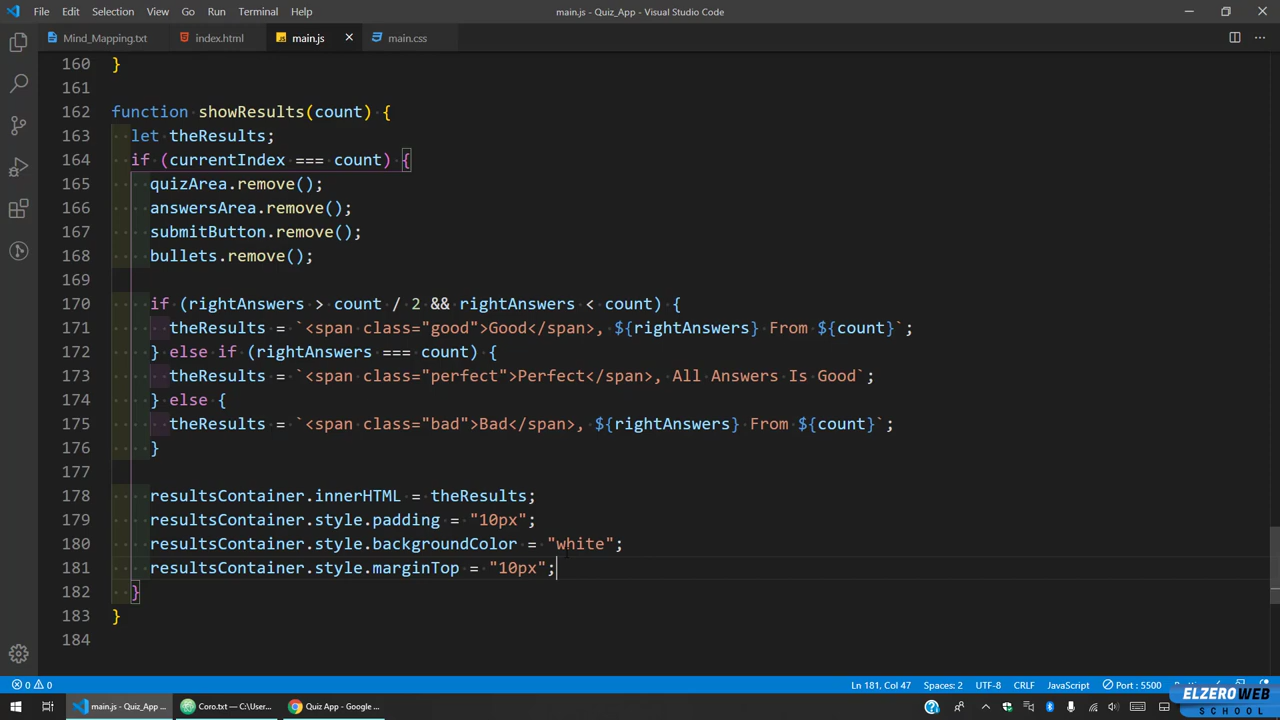 File Edit Selection View Go Run Terminal Help main.js - Quiz_App - Visual Studio Code
Mind_Mapping.txt index.html main.js main.css
160 }
161
162 function showResults(count) {
163 let theResults;
164 if (currentIndex === count) {
165 quizArea.remove();
166 answersArea.remove();
167 submitButton.remove();
168 bullets.remove();
169
170 if (rightAnswers > count / 2 && rightAnswers < count) {
171 theResults = `<span class="good">Good</span>, ${rightAnswers} From ${count}`;
172 } else if (rightAnswers === count) {
173 theResults = `<span class="perfect">Perfect</span>, All Answers Is Good`;
174 } else {
175 theResults = `<span class="bad">Bad</span>, ${rightAnswers} From ${count}`;
176 }
177
178 resultsContainer.innerHTML = theResults;
179 resultsContainer.style.padding = "10px";
180 resultsContainer.style.backgroundColor = "white";
181 resultsContainer.style.marginTop = "10px";
182 }
183 }
184
0 0 Ln 181, Col 47 Spaces: 2 UTF-8 CRLF JavaScript Port : 5500
main.js - Quiz_App ... Coro.txt — C:\User... Quiz App - Google ...
ELZEROWEB
SCHOOL